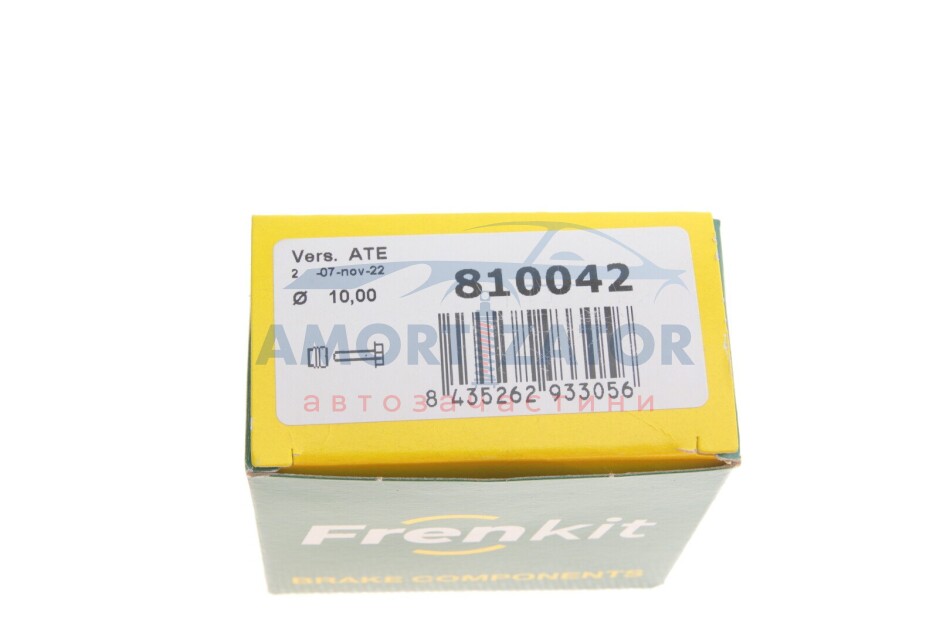 Vers. ATE
2 -07-nov-22
Ø 10,00
810042
AMORTIZATOR
8 435262 933056
автозапчастини
Frenkit
BRAKE COMPONENTS